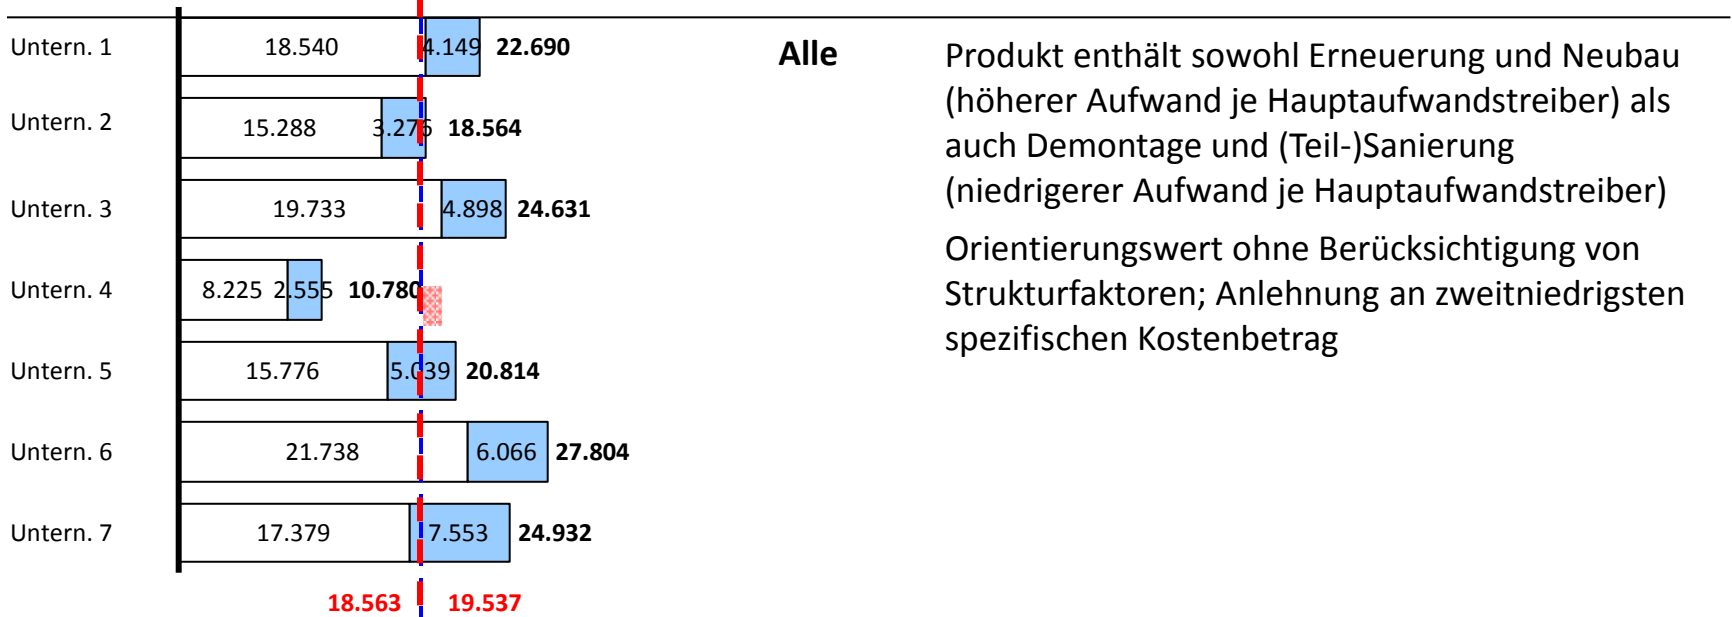 Untern. 1 18.540 4.149 22.690
Untern. 2 15.288 3.276 18.564
Untern. 3 19.733 4.898 24.631
Untern. 4 8.225 2.555 10.780
Untern. 5 15.776 5.039 20.814
Untern. 6 21.738 6.066 27.804
Untern. 7 17.379 7.553 24.932
18.563 19.537
Alle
Produkt enthält sowohl Erneuerung und Neubau
(höherer Aufwand je Hauptaufwandstreiber) als
auch Demontage und (Teil-)Sanierung
(niedrigerer Aufwand je Hauptaufwandstreiber)
Orientierungswert ohne Berücksichtigung von
Strukturfaktoren; Anlehnung an zweitniedrigsten
spezifischen Kostenbetrag